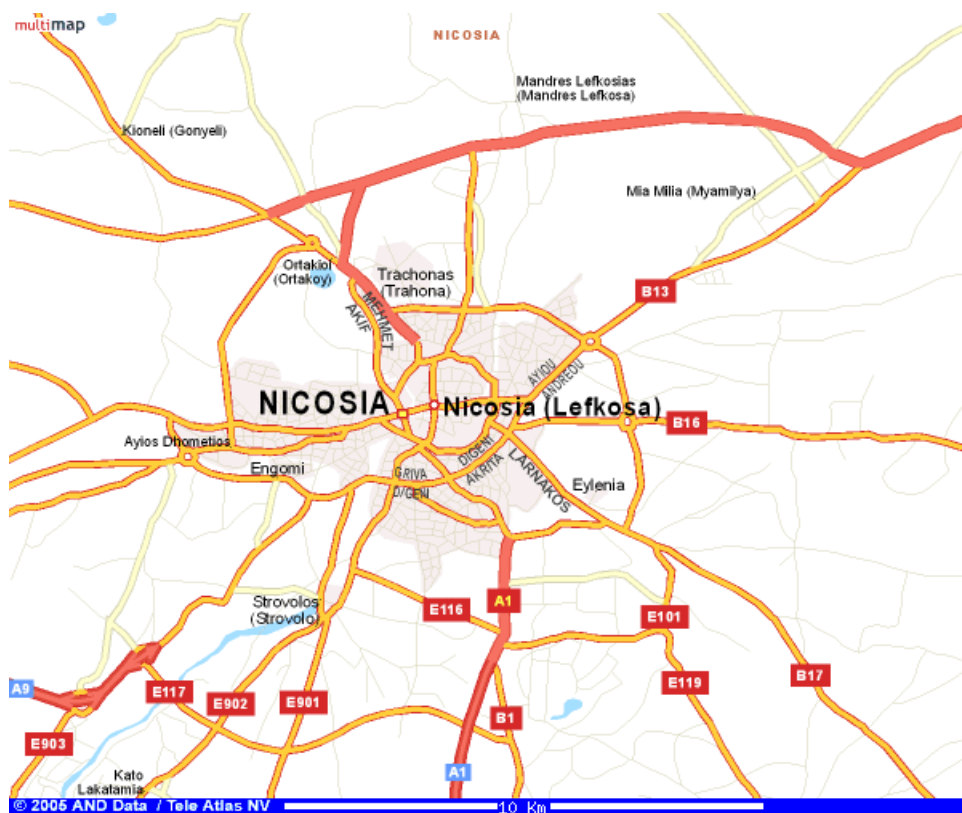 multimap
NICOSIA
Mandres Lefkosias
(Mandres Lefkosa)
Kioneli (Gonyeli)
Mia Milia (Myamilya)
Ortakiol
(Ortakoy)
Trachonas
(Trahona)
B13
MEHMET
AKIF
AYIOU
ANDREOU
NICOSIA
Nicosia (Lefkosa)
B16
Ayios Dhometios
Engomi
GRIVA
DIGENI
DIGENI
AKRITA
LARNAKOS
Eylenia
Strovolos
(Strovolo)
E116
A1
E101
A9
E117
E902
E901
E119
B17
B1
E903
A1
Kato
Lakatamia
© 2005 AND Data / Tele Atlas NV
10 Km